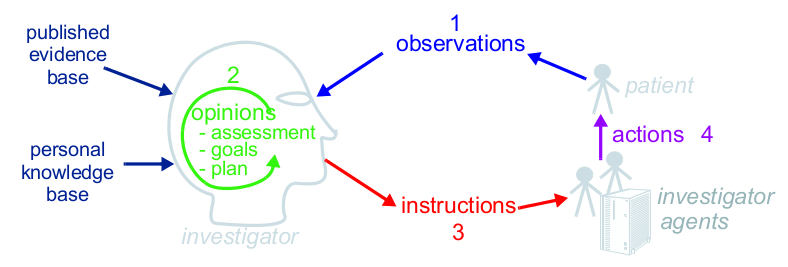 published
evidence
base
personal
knowledge
base
2
opinions
- assessment
- goals
- plan
investigator
1
observations
patient
actions 4
instructions
3
investigator
agents